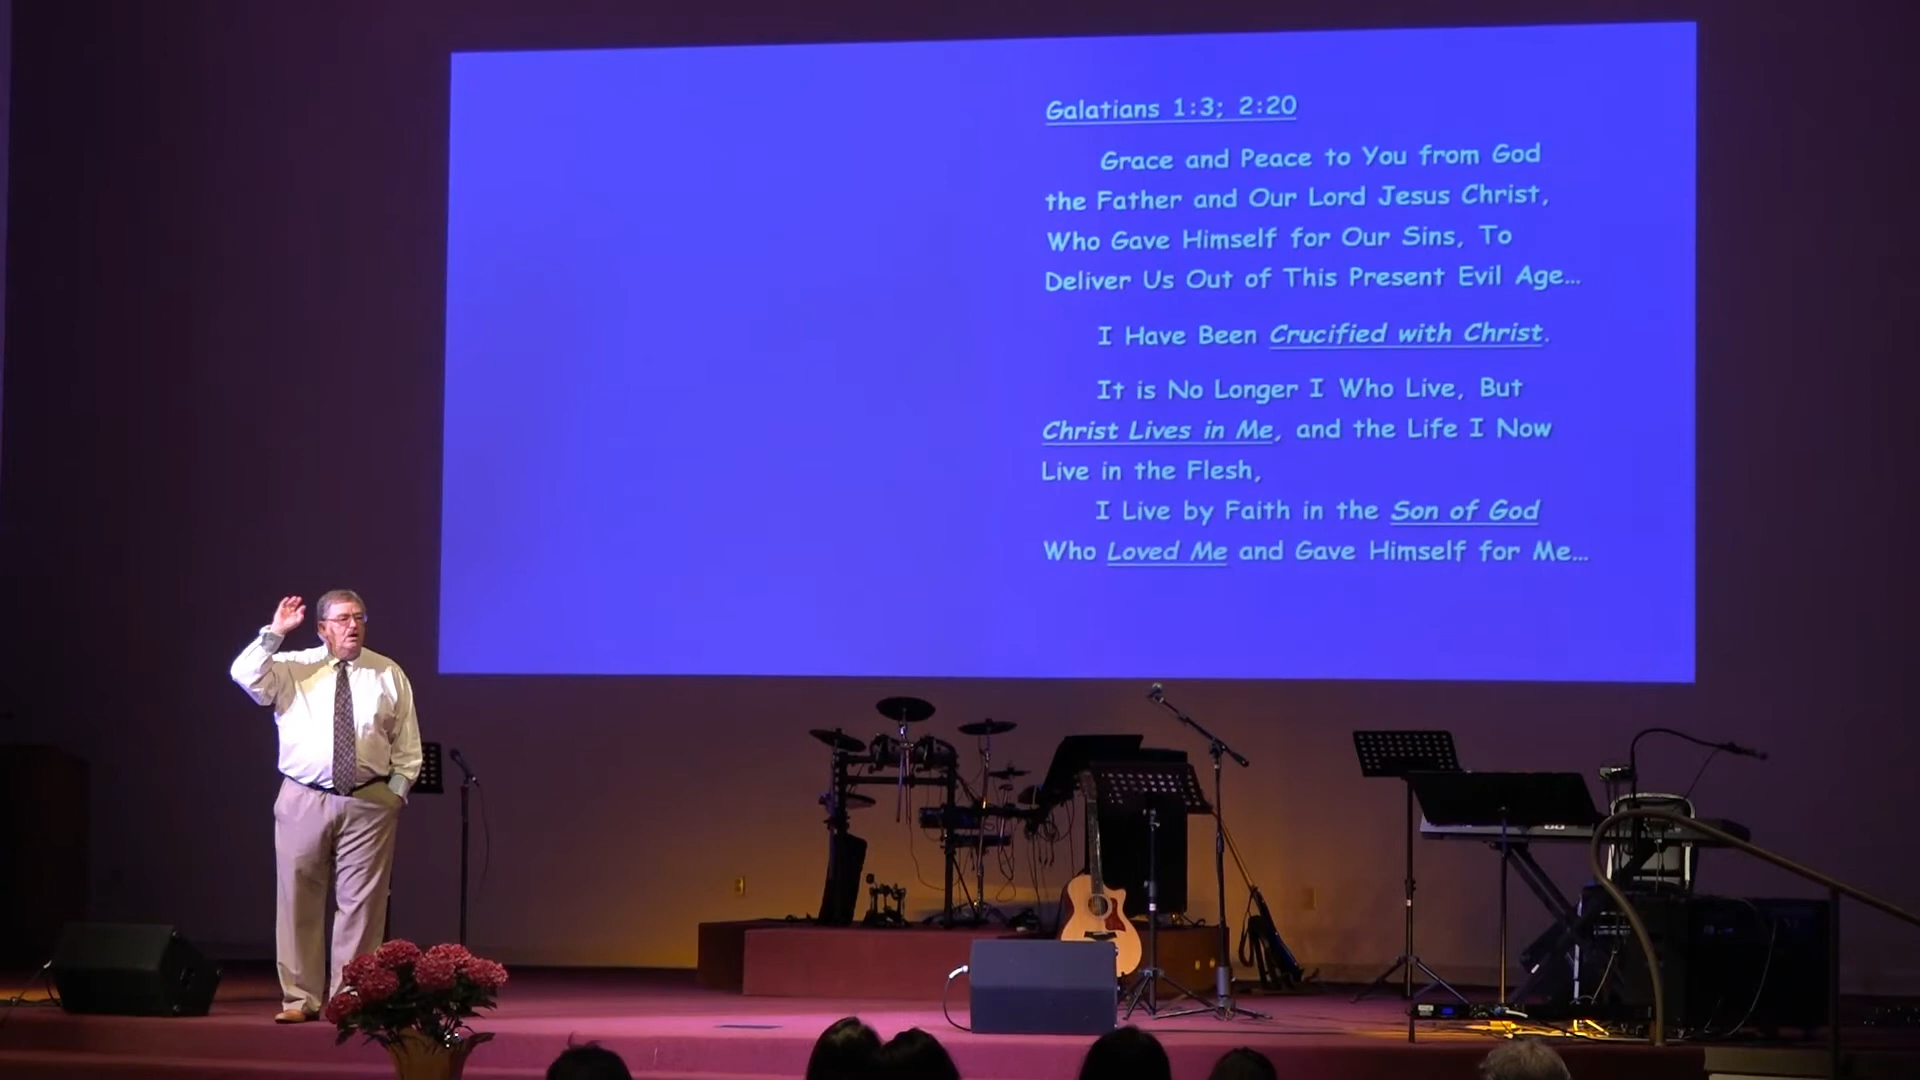 Galatians 1:3; 2:20
Grace and Peace to You from God
the Father and Our Lord Jesus Christ,
Who Gave Himself for Our Sins, To
Deliver Us Out of This Present Evil Age...
I Have Been Crucified with Christ.
It is No Longer I Who Live, But
Christ Lives in Me, and the Life I Now
Live in the Flesh,
I Live by Faith in the Son of God
Who Loved Me and Gave Himself for Me...